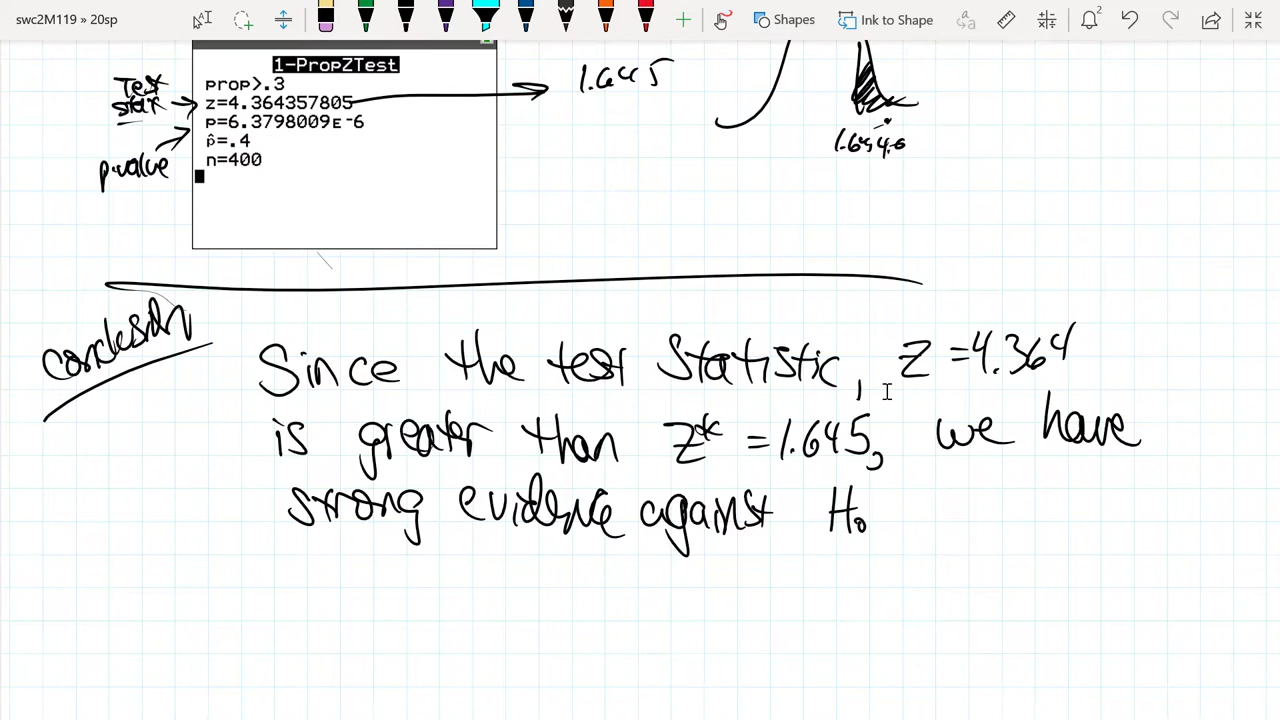 swc2M119 » 20sp
Shapes
Ink to Shape
1-PropZTest
prop>.3
z=4.364357805
p=6.3798009E-6
p̂=.4
n=400
Test
stat
p-value
1.645
1.645
conclusion
Since the test Statistic, z = 4.364
is greater than z* = 1.645, we have
strong evidence against H₀